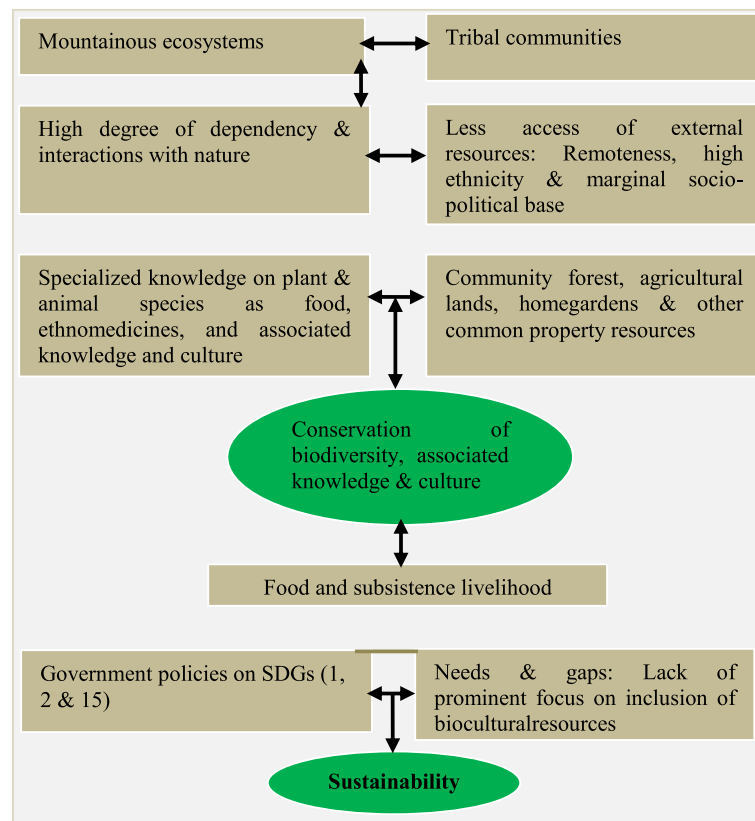 Mountainous ecosystems
Tribal communities
High degree of dependency &
interactions with nature
Less access of external
resources: Remoteness, high
ethnicity & marginal socio-
political base
Specialized knowledge on plant &
animal species as food,
ethnomedicines, and associated
knowledge and culture
Community forest, agricultural
lands, homegardens & other
common property resources
Conservation of
biodiversity, associated
knowledge & culture
Food and subsistence livelihood
Government policies on SDGs (1,
2 & 15)
Needs & gaps: Lack of
prominent focus on inclusion of
bioculturalresources
Sustainability